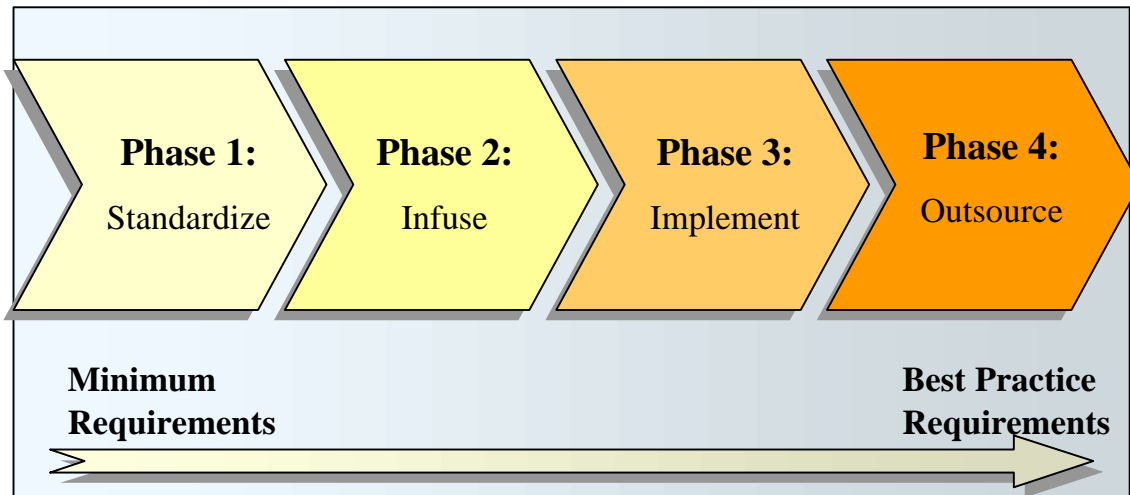 Phase 1:
Standardize
Phase 2:
Infuse
Phase 3:
Implement
Phase 4:
Outsource
Minimum
Requirements
Best Practice
Requirements